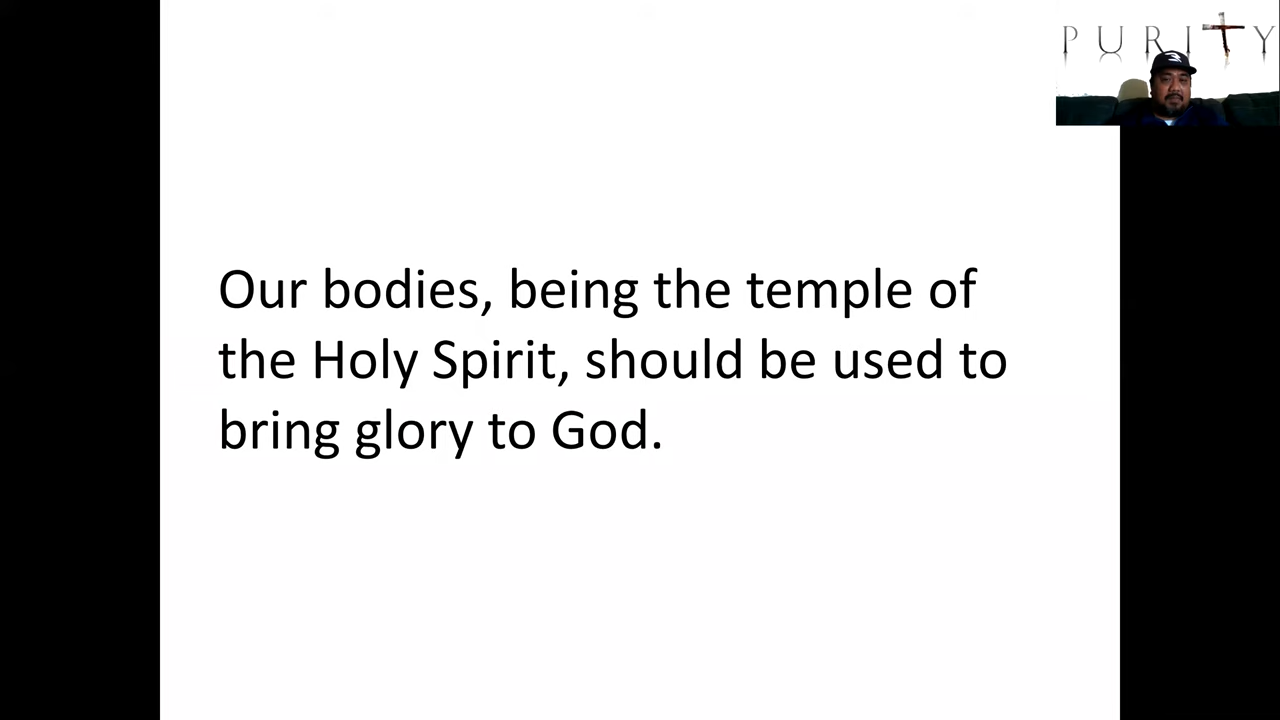 PURITY
Our bodies, being the temple of
the Holy Spirit, should be used to
bring glory to God.